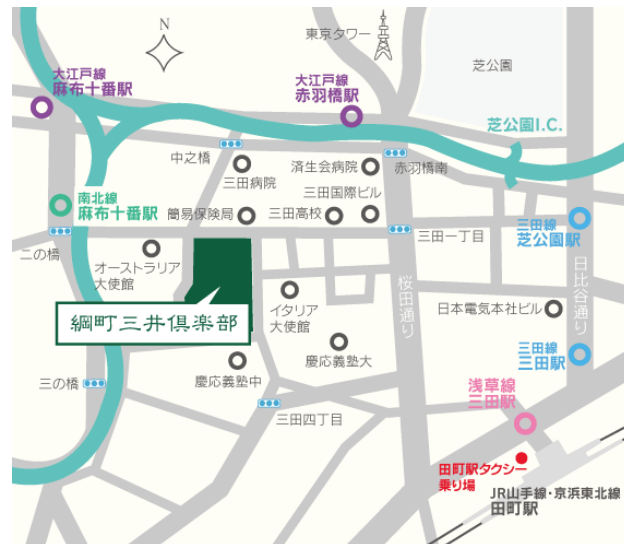 N
東京タワー
芝公園
大江戸線
麻布十番駅
大江戸線
赤羽橋駅
芝公園I.C.
中之橋
三田病院
済生会病院
赤羽橋南
三田国際ビル
南北線
麻布十番駅
簡易保険局
三田高校
三田一丁目
三田線
芝公園駅
二の橋
オーストラリア
大使館
桜田通り
日比谷通り
イタリア
大使館
日本電気本社ビル
綱町三井倶楽部
慶応義塾大
三田線
三田駅
三の橋
慶応義塾中
浅草線
三田駅
三田四丁目
田町駅タクシー
乗り場
JR山手線・京浜東北線
田町駅